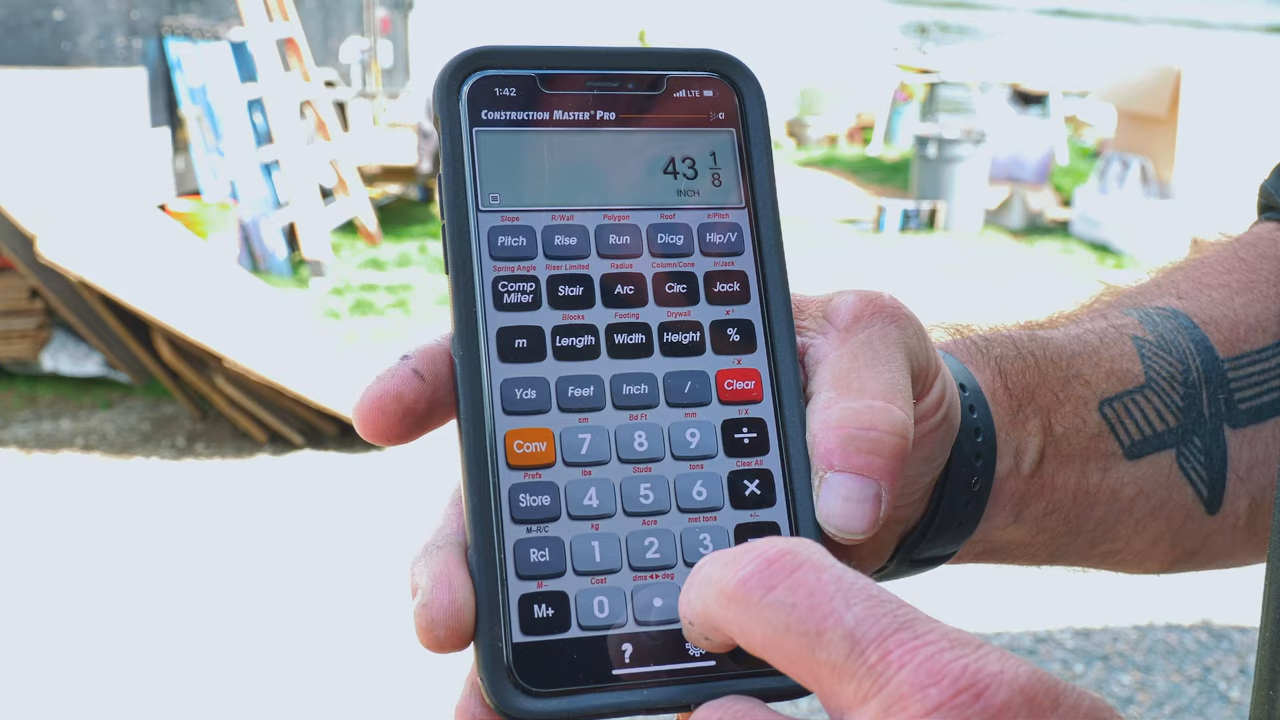 1:42 LTE
CONSTRUCTION MASTER® PRO CI
43 1/8
INCH
Slope R/Wall Polygon Roof Ir/Pitch
Pitch Rise Run Diag Hip/V
Spring Angle Riser Limited Radius Column/Cone Ir/Jack
Comp Miter Stair Arc Circ Jack
Blocks Footing Drywall x²
m Length Width Height %
√x
Yds Feet Inch / Clear
cm Bd Ft mm 1/X
Conv 7 8 9 ÷
Prefs lbs Studs tons Clear All
Store 4 5 6 ×
M-R/C kg Acre met tons +/-
Rcl 1 2 3
M- Cost dms◄►deg
M+ 0 •
?